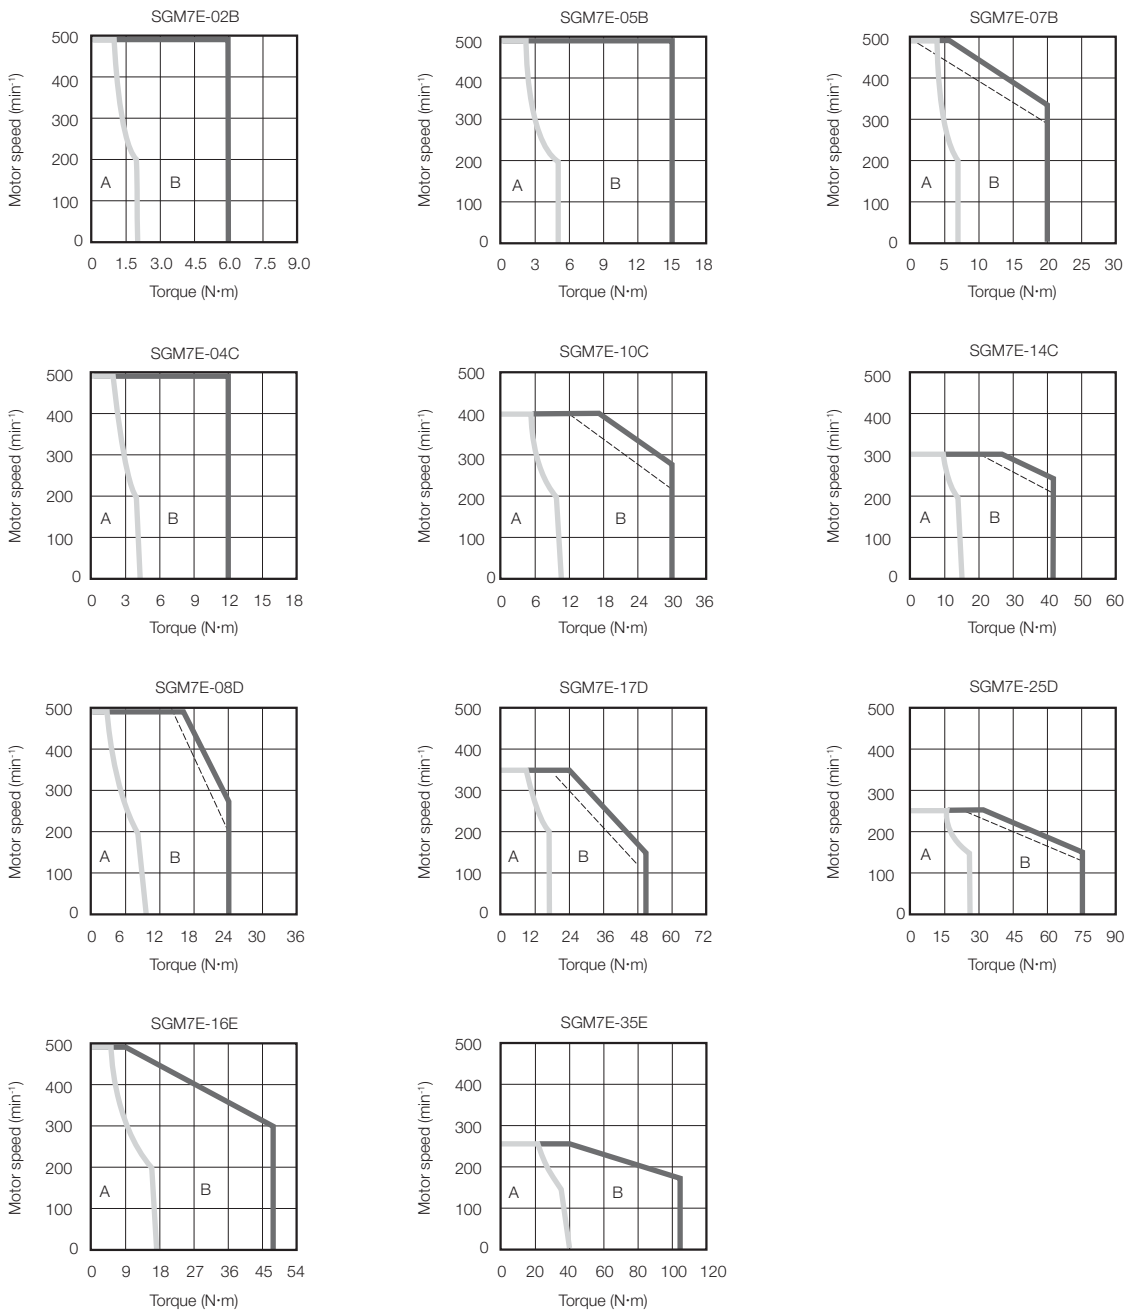 SGM7E-02B
Motor speed (min⁻¹)
500
400
300
200
100
0
A
B
0 1.5 3.0 4.5 6.0 7.5 9.0
Torque (N•m)
SGM7E-05B
Motor speed (min⁻¹)
500
400
300
200
100
0
A
B
0 3 6 9 12 15 18
Torque (N•m)
SGM7E-07B
Motor speed (min⁻¹)
500
400
300
200
100
0
A
B
0 5 10 15 20 25 30
Torque (N•m)
SGM7E-04C
Motor speed (min⁻¹)
500
400
300
200
100
0
A
B
0 3 6 9 12 15 18
Torque (N•m)
SGM7E-10C
Motor speed (min⁻¹)
500
400
300
200
100
0
A
B
0 6 12 18 24 30 36
Torque (N•m)
SGM7E-14C
Motor speed (min⁻¹)
500
400
300
200
100
0
A
B
0 10 20 30 40 50 60
Torque (N•m)
SGM7E-08D
Motor speed (min⁻¹)
500
400
300
200
100
0
A
B
0 6 12 18 24 30 36
Torque (N•m)
SGM7E-17D
Motor speed (min⁻¹)
500
400
300
200
100
0
A
B
0 12 24 36 48 60 72
Torque (N•m)
SGM7E-25D
Motor speed (min⁻¹)
500
400
300
200
100
0
A
B
0 15 30 45 60 75 90
Torque (N•m)
SGM7E-16E
Motor speed (min⁻¹)
500
400
300
200
100
0
A
B
0 9 18 27 36 45 54
Torque (N•m)
SGM7E-35E
Motor speed (min⁻¹)
500
400
300
200
100
0
A
B
0 20 40 60 80 100 120
Torque (N•m)